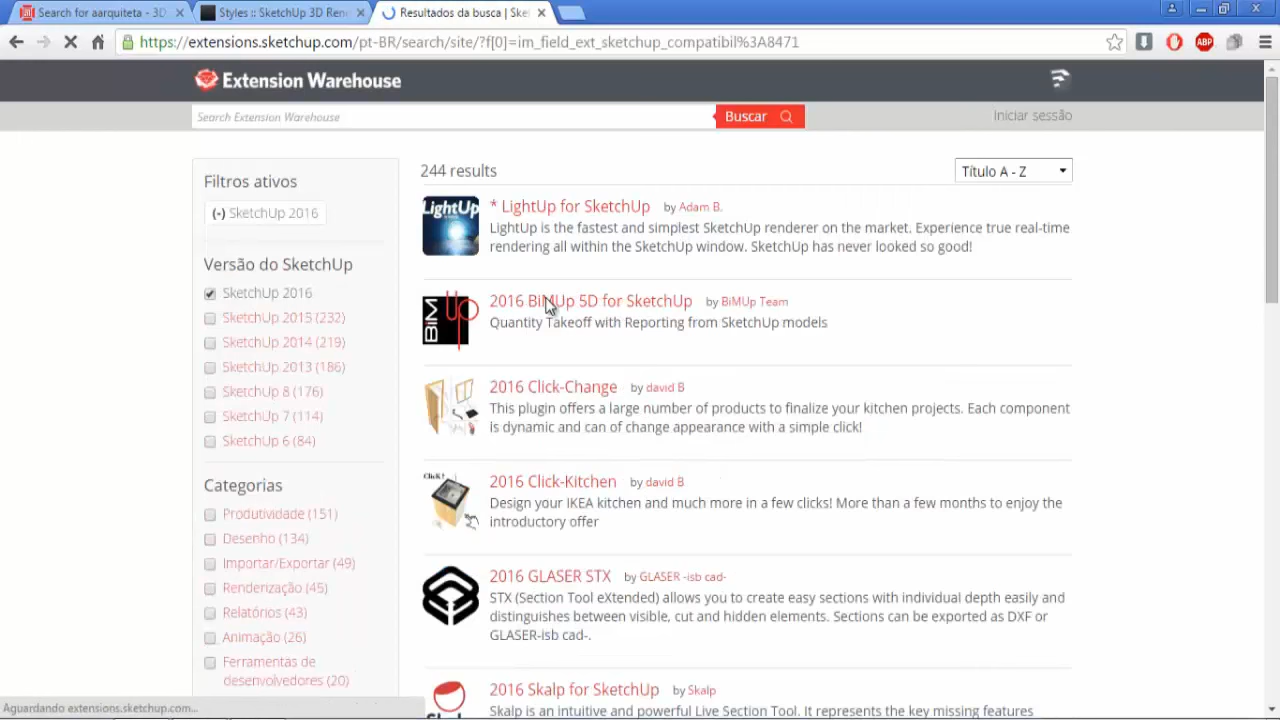 Search for aarquiteta - 3D
Styles :: SketchUp 3D Ren
Resultados da busca | Ske
https://extensions.sketchup.com/pt-BR/search/site/?f[0]=im_field_ext_sketchup_compatibil%3A8471
ABP
Extension Warehouse
Search Extension Warehouse
Buscar
Iniciar sessão
Filtros ativos
(-) SketchUp 2016
Versão do SketchUp
SketchUp 2016
SketchUp 2015 (232)
SketchUp 2014 (219)
SketchUp 2013 (186)
SketchUp 8 (176)
SketchUp 7 (114)
SketchUp 6 (84)
Categorias
Produtividade (151)
Desenho (134)
Importar/Exportar (49)
Renderização (45)
Relatórios (43)
Animação (26)
Ferramentas de
desenvolvedores (20)
244 results
Título A - Z
LightUp
* LightUp for SketchUp by Adam B.
LightUp is the fastest and simplest SketchUp renderer on the market. Experience true real-time
rendering all within the SketchUp window. SketchUp has never looked so good!
BiM Up
2016 BiMUp 5D for SketchUp by BiMUp Team
Quantity Takeoff with Reporting from SketchUp models
2016 Click-Change by david B
This plugin offers a large number of products to finalize your kitchen projects. Each component
is dynamic and can of change appearance with a simple click!
2016 Click-Kitchen by david B
Design your IKEA kitchen and much more in a few clicks! More than a few months to enjoy the
introductory offer
2016 GLASER STX by GLASER -isb cad-
STX (Section Tool eXtended) allows you to create easy sections with individual depth easily and
distinguishes between visible, cut and hidden elements. Sections can be exported as DXF or
GLASER-isb cad-.
2016 Skalp for SketchUp by Skalp
Skalp is an intuitive and powerful Live Section Tool. It represents the key missing features
Aguardando extensions.sketchup.com...